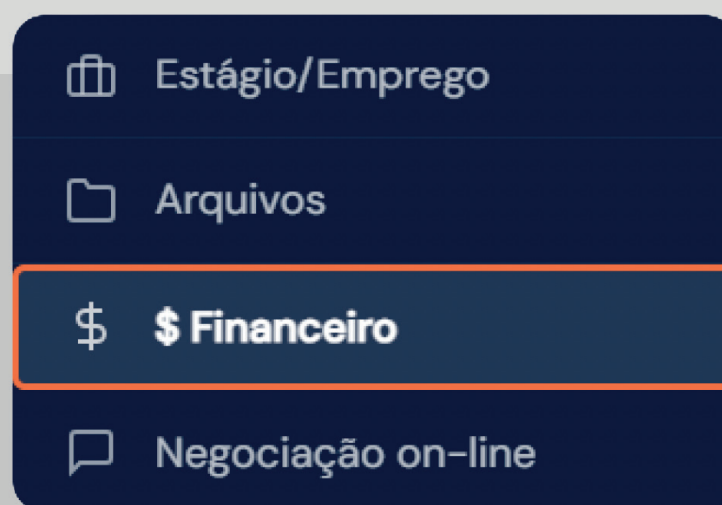 Estágio/Emprego
Arquivos
$ Financeiro
Negociação on-line